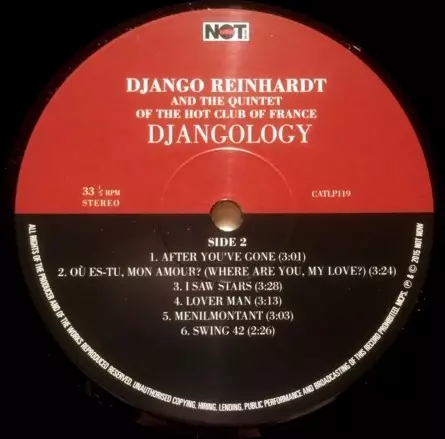 NOT
DJANGO REINHARDT
AND THE QUINTET
OF THE HOT CLUB OF FRANCE
DJANGOLOGY
33 ⅓ RPM
STEREO
CATLP119
SIDE 2
1. AFTER YOU'VE GONE (3:01)
2. OÙ ES-TU, MON AMOUR? (WHERE ARE YOU, MY LOVE?) (3:24)
3. I SAW STARS (3:28)
4. LOVER MAN (3:13)
5. MENILMONTANT (3:03)
6. SWING 42 (2:26)
ALL RIGHTS OF THE PRODUCER AND OF THE WORKS REPRODUCED RESERVED. UNAUTHORISED COPYING, HIRING, LENDING, PUBLIC PERFORMANCE AND BROADCASTING OF THIS RECORD PROHIBITED. MCPS. ℗ & © 2015 NOT NOW